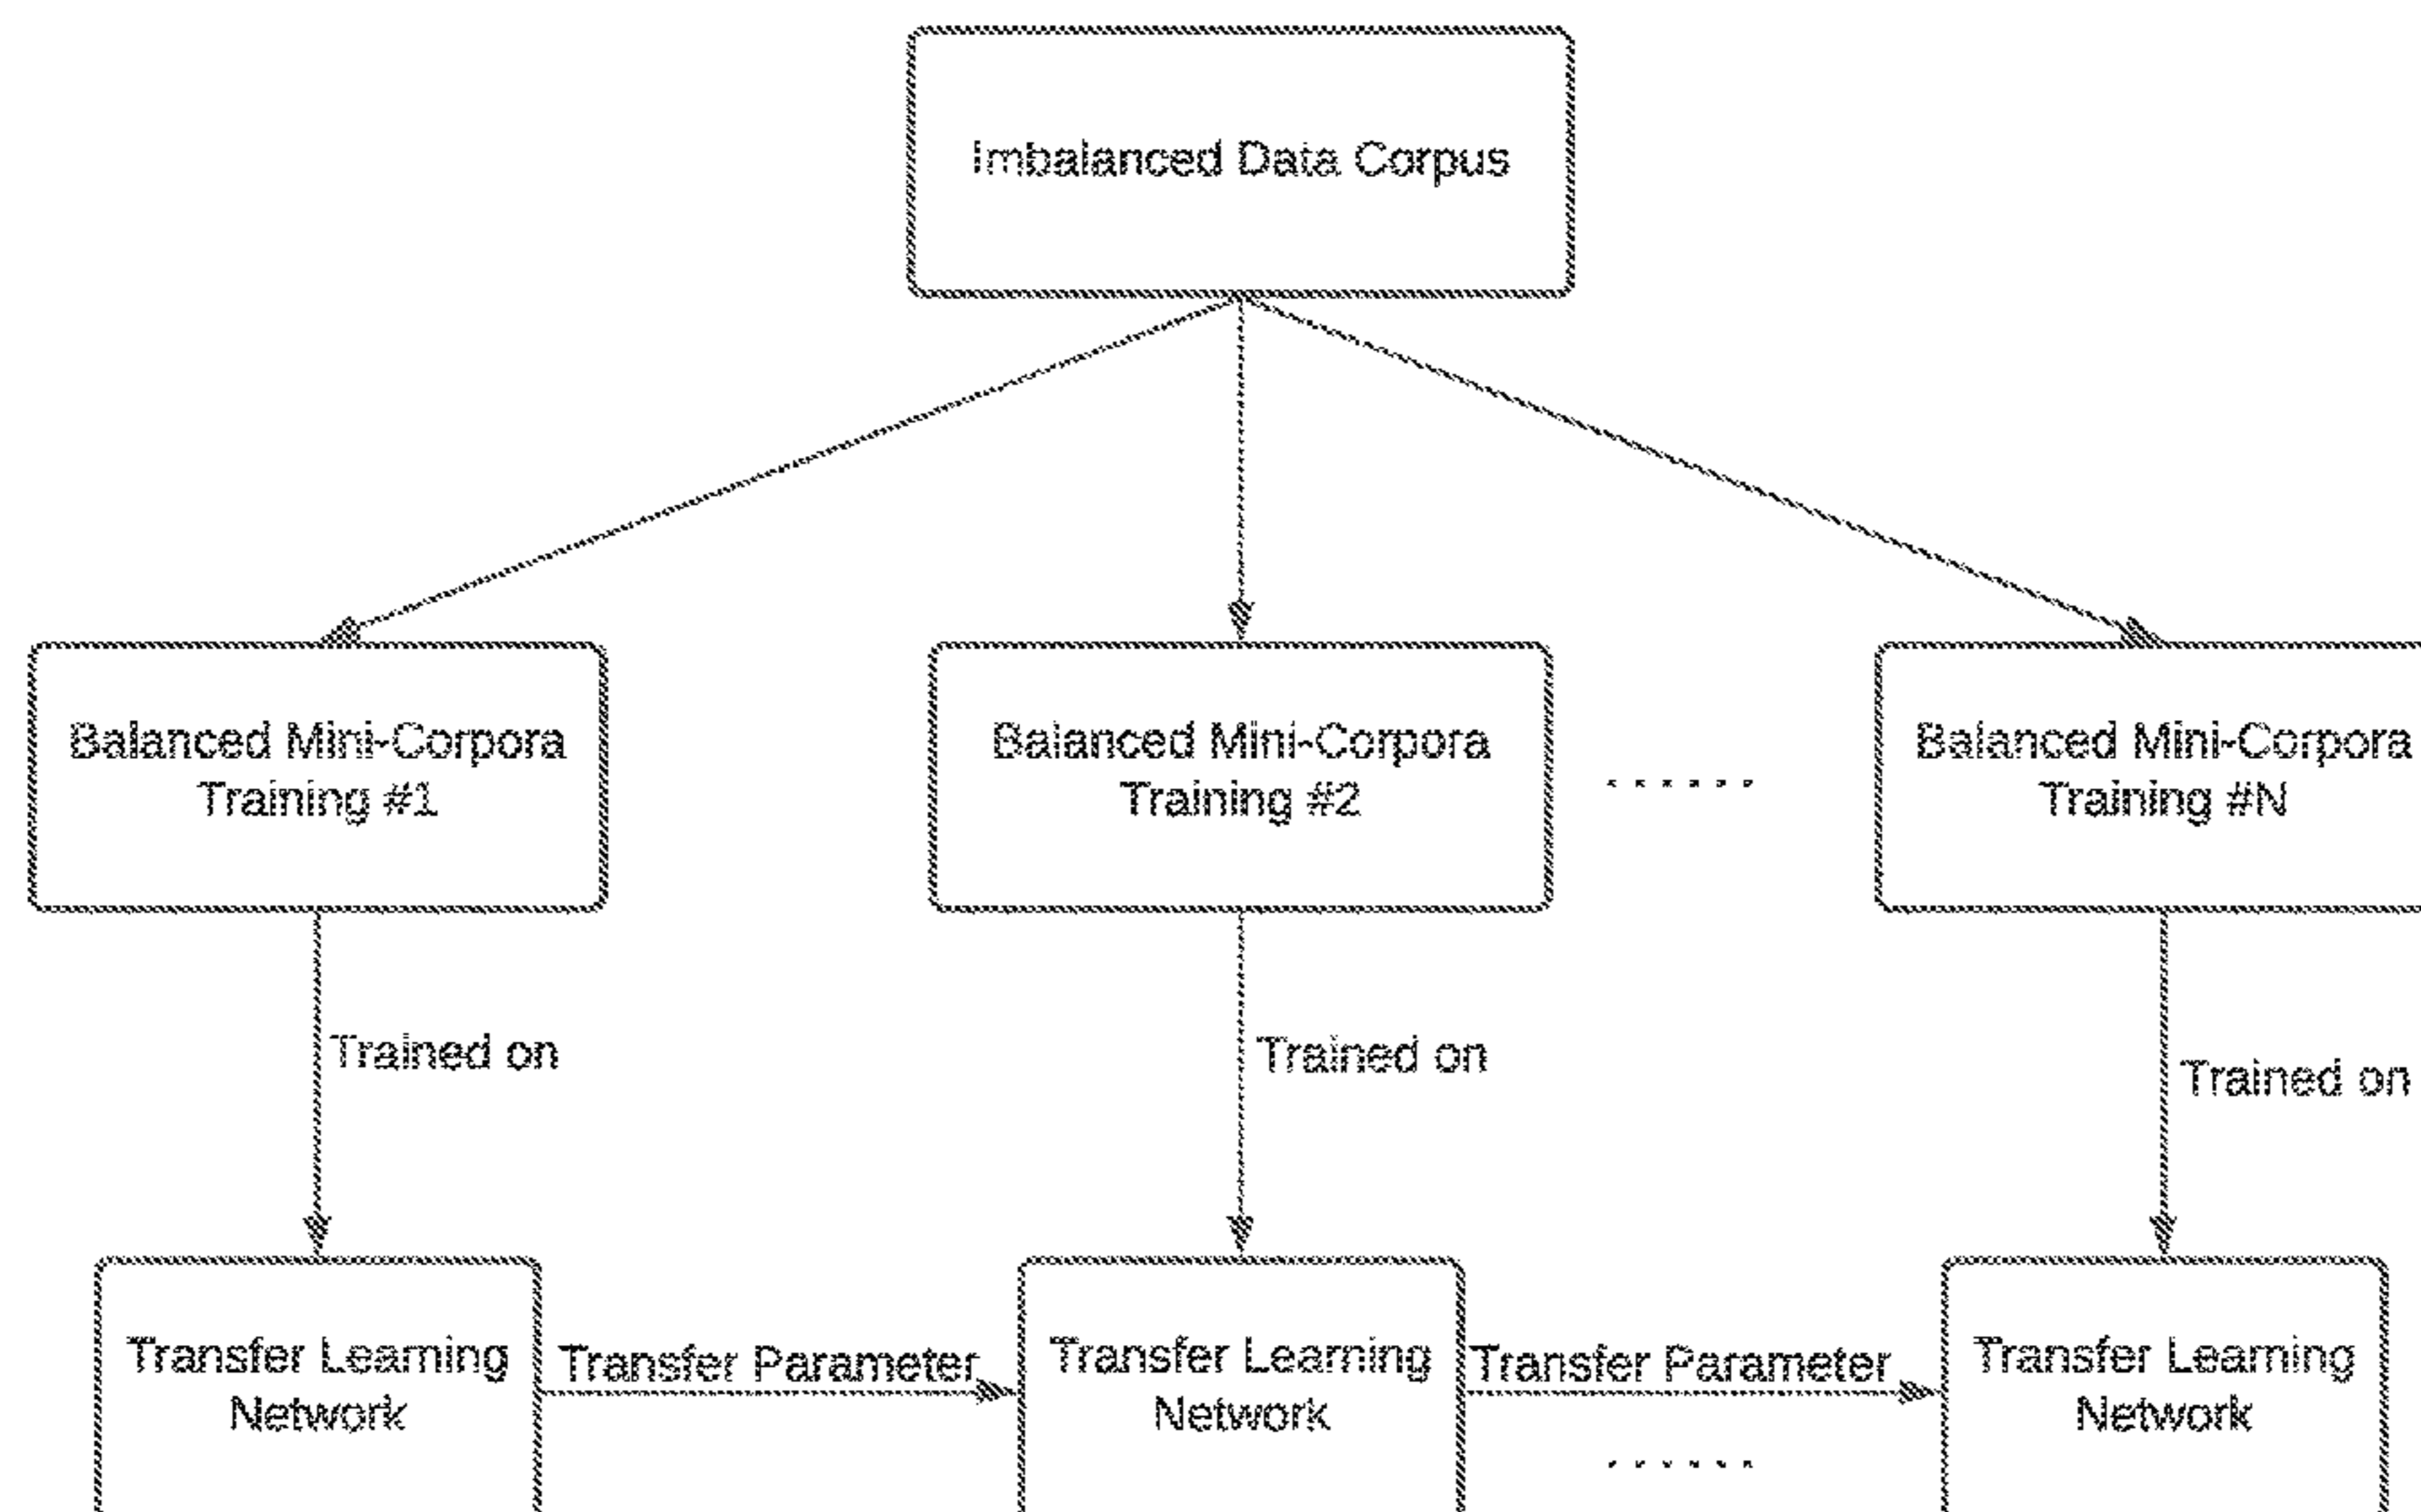 Imbalanced Data Corpus
Balanced Mini-Corpora
Training #1
Balanced Mini-Corpora
Training #2
......
Balanced Mini-Corpora
Training #N
Trained on
Trained on
Trained on
Transfer Learning
Network
Transfer Parameter
Transfer Learning
Network
Transfer Parameter
......
Transfer Learning
Network